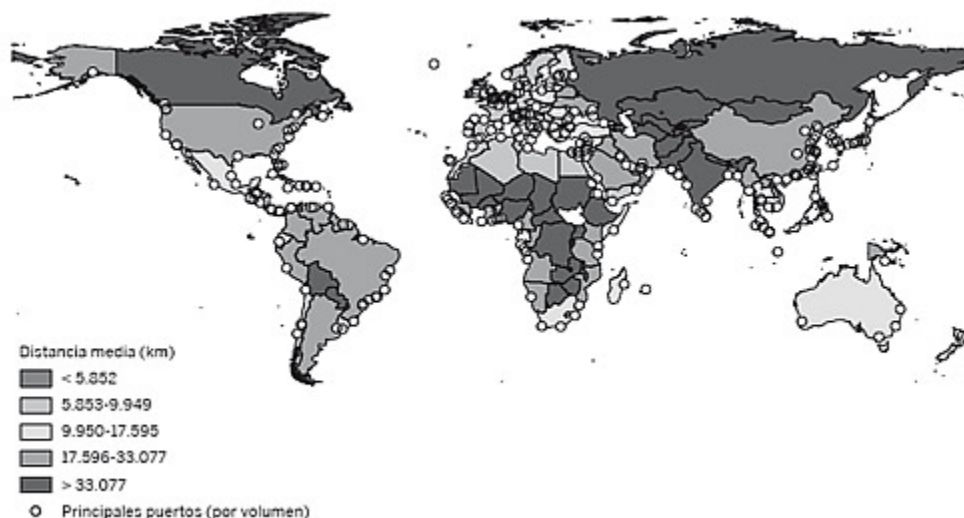 Distancia media (km)
< 5.852
5.853-9.949
9.950-17.595
17.596-33.077
> 33.077
Principales puertos (por volumen)